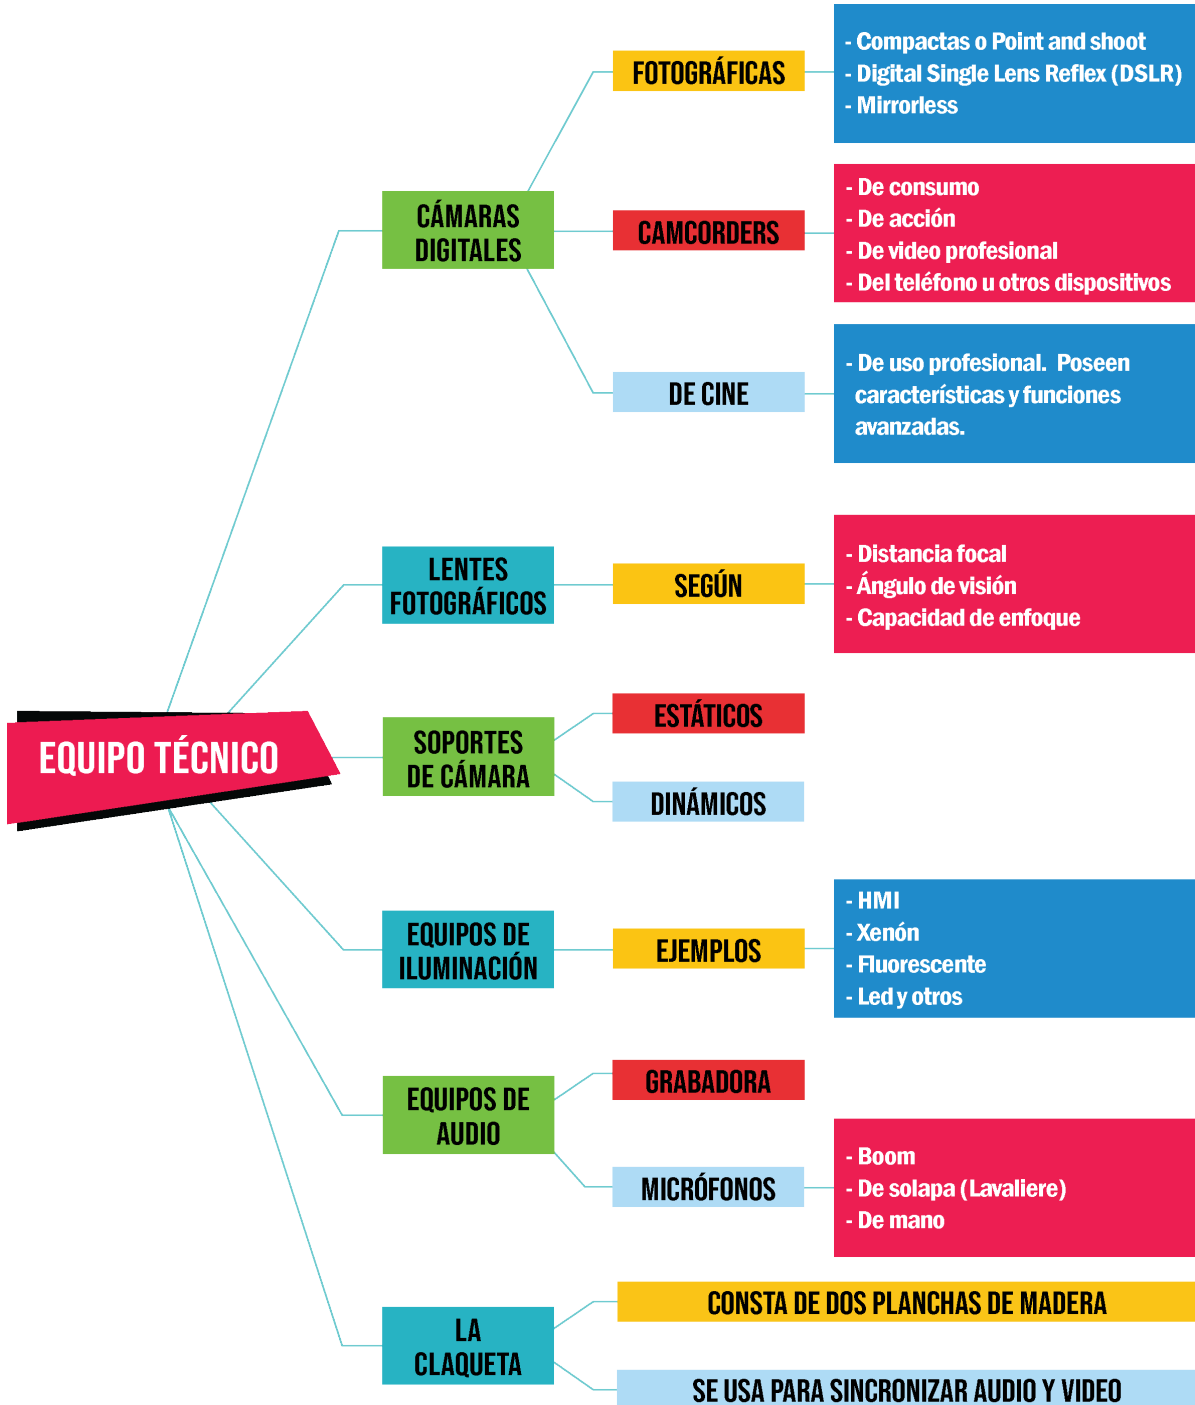 EQUIPO TÉCNICO
CÁMARAS
DIGITALES
FOTOGRÁFICAS
- Compactas o Point and shoot
- Digital Single Lens Reflex (DSLR)
- Mirrorless
CAMCORDERS
- De consumo
- De acción
- De video profesional
- Del teléfono u otros dispositivos
DE CINE
- De uso profesional. Poseen
características y funciones
avanzadas.
LENTES
FOTOGRÁFICOS
SEGÚN
- Distancia focal
- Ángulo de visión
- Capacidad de enfoque
SOPORTES
DE CÁMARA
ESTÁTICOS
DINÁMICOS
EQUIPOS DE
ILUMINACIÓN
EJEMPLOS
- HMI
- Xenón
- Fluorescente
- Led y otros
EQUIPOS DE
AUDIO
GRABADORA
MICRÓFONOS
- Boom
- De solapa (Lavaliere)
- De mano
LA
CLAQUETA
CONSTA DE DOS PLANCHAS DE MADERA
SE USA PARA SINCRONIZAR AUDIO Y VIDEO